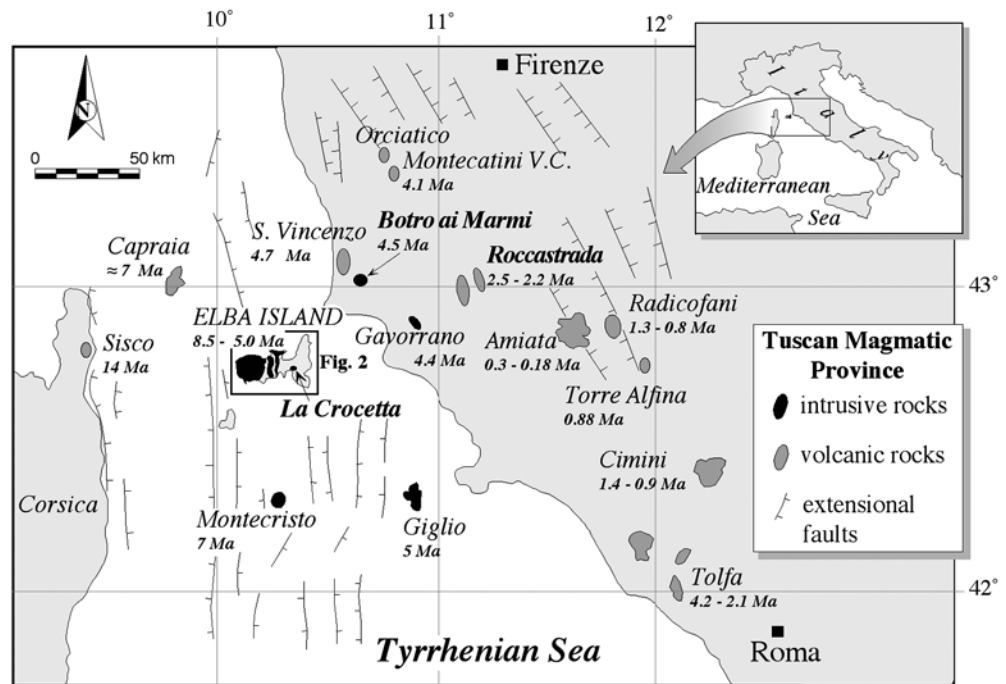 10°
11°
12°
Firenze
N
0
50 km
Orciatico
Montecatini V.C.
4.1 Ma
Italy
Mediterranean
Sea
Capraia
≈ 7 Ma
S. Vincenzo
4.7 Ma
Botro ai Marmi
4.5 Ma
Roccastrada
2.5 - 2.2 Ma
43°
Sisco
14 Ma
ELBA ISLAND
8.5 - 5.0 Ma
Fig. 2
La Crocetta
Gavorrano
4.4 Ma
Amiata
0.3 - 0.18 Ma
Radicofani
1.3 - 0.8 Ma
Torre Alfina
0.88 Ma
Cimini
1.4 - 0.9 Ma
Tuscan Magmatic
Province
intrusive rocks
volcanic rocks
extensional
faults
Corsica
Montecristo
7 Ma
Giglio
5 Ma
Tolfa
4.2 - 2.1 Ma
42°
Tyrrhenian Sea
Roma